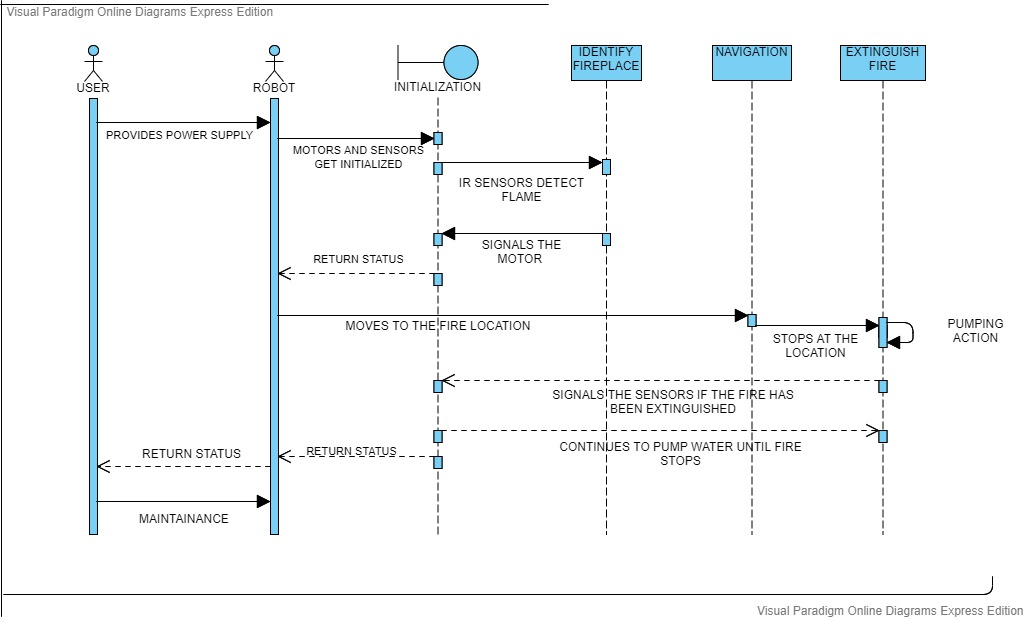 Visual Paradigm Online Diagrams Express Edition
USER
ROBOT
INITIALIZATION
IDENTIFY
FIREPLACE
NAVIGATION
EXTINGUISH
FIRE
PROVIDES POWER SUPPLY
MOTORS AND SENSORS
GET INITIALIZED
IR SENSORS DETECT
FLAME
SIGNALS THE
MOTOR
RETURN STATUS
MOVES TO THE FIRE LOCATION
STOPS AT THE
LOCATION
PUMPING
ACTION
SIGNALS THE SENSORS IF THE FIRE HAS
BEEN EXTINGUISHED
CONTINUES TO PUMP WATER UNTIL FIRE
STOPS
RETURN STATUS
RETURN STATUS
MAINTAINANCE
Visual Paradigm Online Diagrams Express Edition